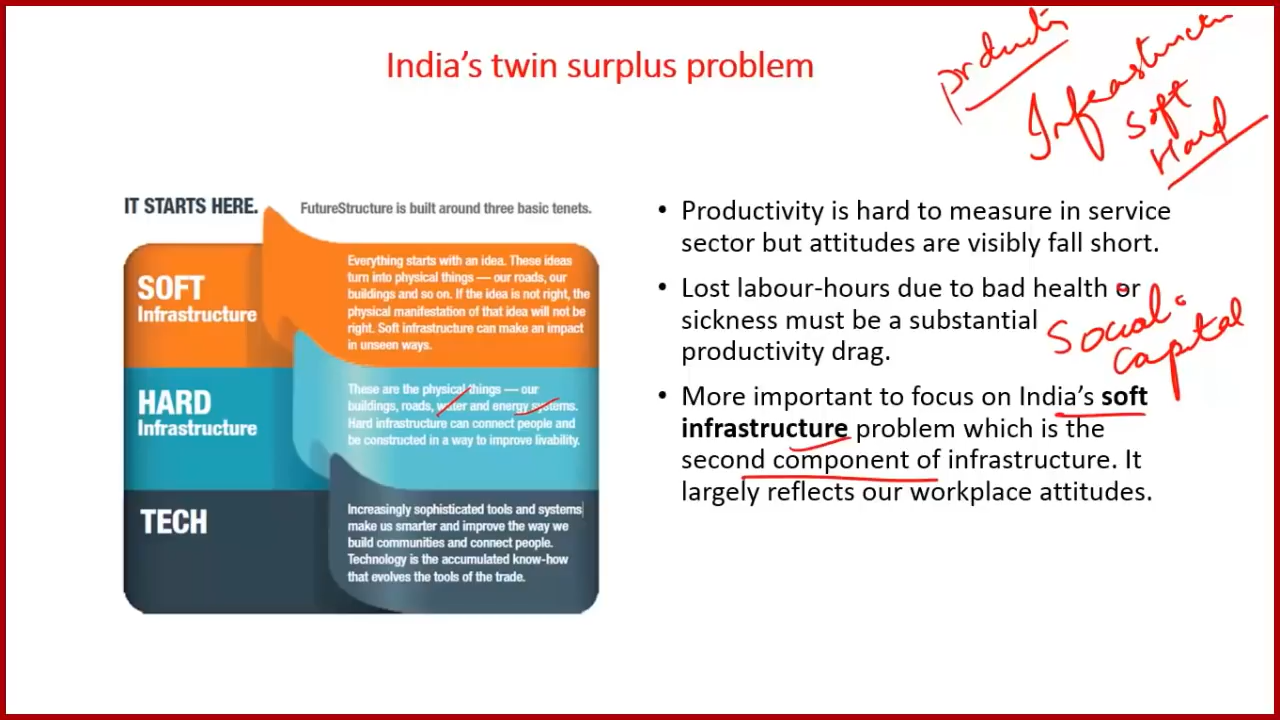 India's twin surplus problem
Infrastructure
Soft
Hard
IT STARTS HERE.
FutureStructure is built around three basic tenets.
SOFT
Infrastructure
Everything starts with an idea. These ideas
turn into physical things — our roads, our
buildings and so on. If the idea is not right, the
physical manifestation of that idea will not be
right. Soft infrastructure can make an impact
in unseen ways.
HARD
Infrastructure
These are the physical things — our
buildings, roads, water and energy systems.
Hard infrastructure can connect people and
be constructed in a way to improve livability.
TECH
Increasingly sophisticated tools and systems
make us smarter and improve the way we
build communities and connect people.
Technology is the accumulated know-how
that evolves the tools of the trade.
• Productivity is hard to measure in service
sector but attitudes are visibly fall short.
• Lost labour-hours due to bad health or
sickness must be a substantial
productivity drag.
Social
Capital
• More important to focus on India's soft
infrastructure problem which is the
second component of infrastructure. It
largely reflects our workplace attitudes.